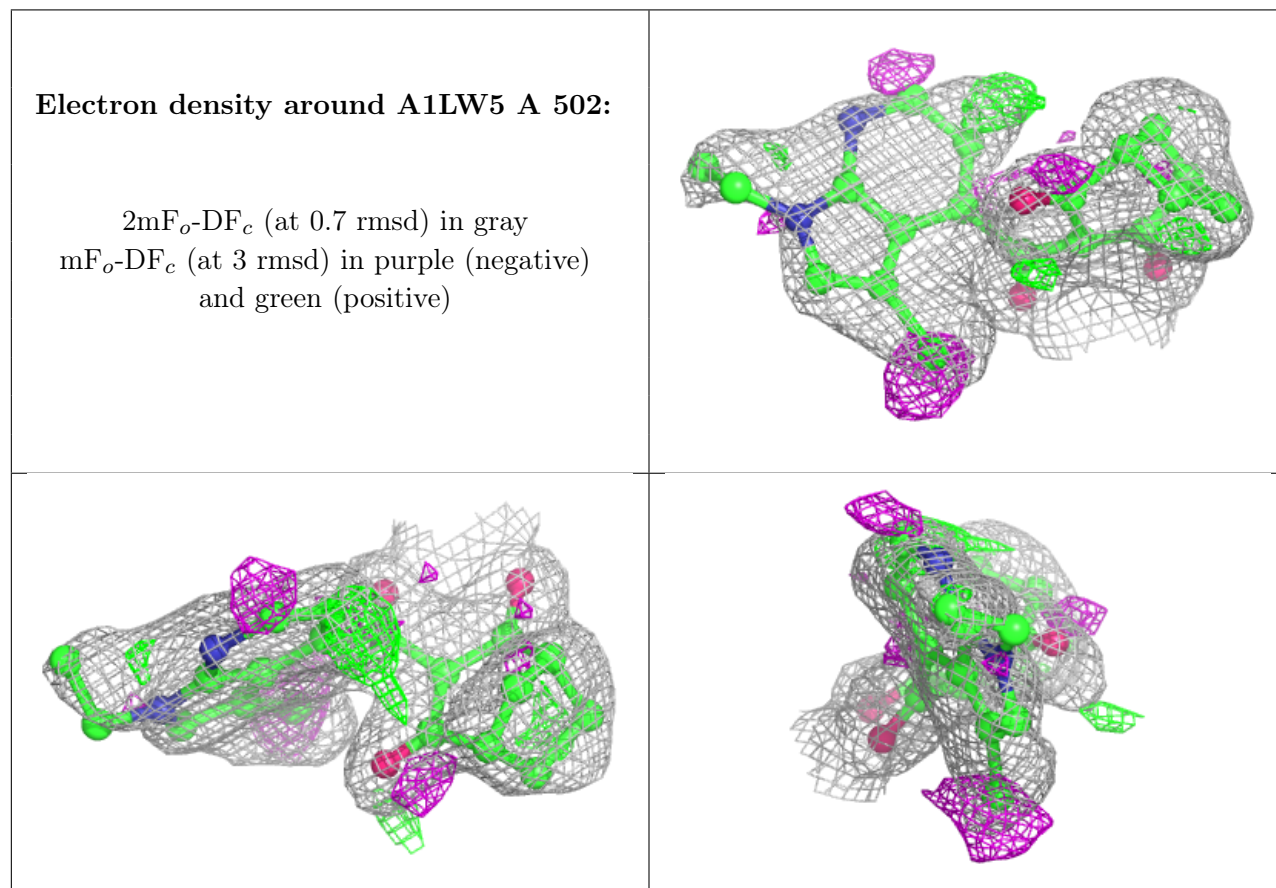 Electron density around A1LW5 A 502:
2mFₒ-DF𝒸 (at 0.7 rmsd) in gray
mFₒ-DF𝒸 (at 3 rmsd) in purple (negative)
and green (positive)